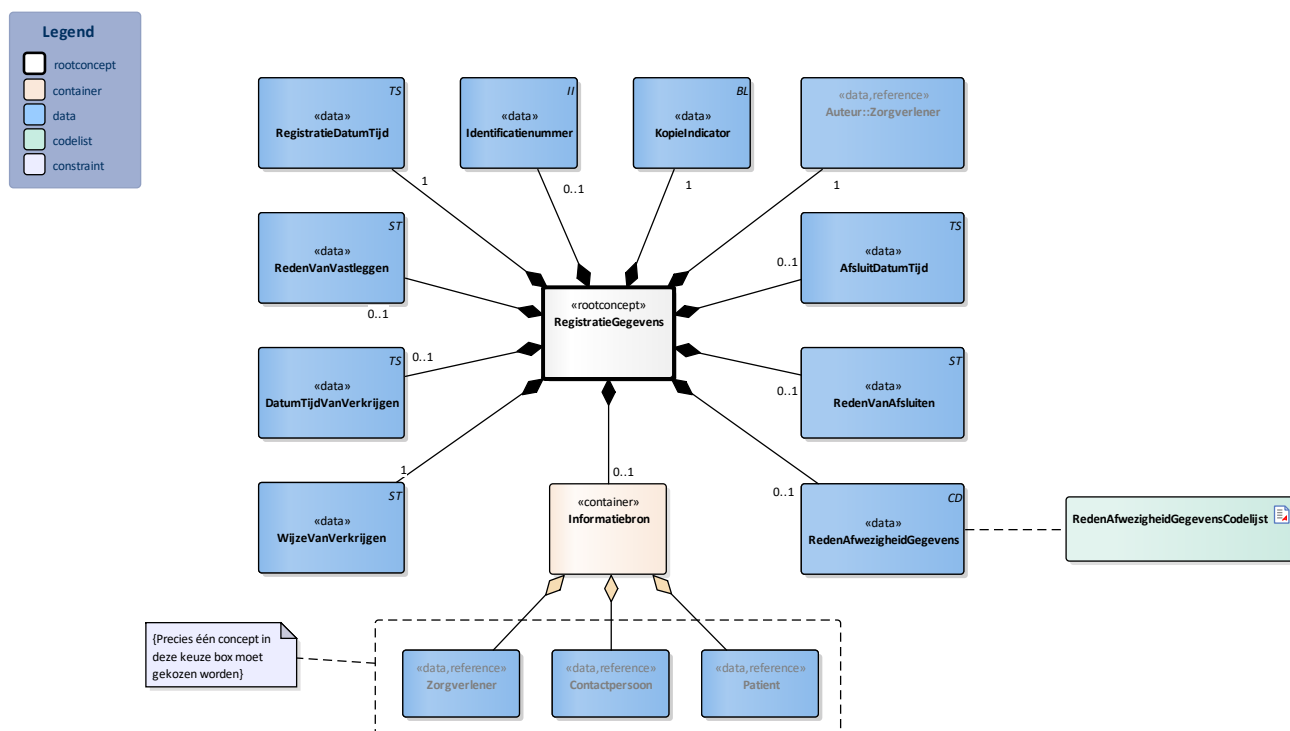 Legend
rootconcept
container
data
codelist
constraint
TS
«data»
RegistratieDatumTijd
II
«data»
Identificatienummer
BL
«data»
KopieIndicator
«data,reference»
Auteur::Zorgverlener
1
0..1
1
1
ST
«data»
RedenVanVastleggen
0..1
TS
«data»
AfsluitDatumTijd
0..1
«rootconcept»
RegistratieGegevens
TS
«data»
DatumTijdVanVerkrijgen
0..1
ST
«data»
RedenVanAfsluiten
0..1
1
ST
«data»
WijzeVanVerkrijgen
0..1
«container»
Informatiebron
0..1
CD
«data»
RedenAfwezigheidGegevens
RedenAfwezigheidGegevensCodelijst
{Precies één concept in
deze keuze box moet
gekozen worden}
«data,reference»
Zorgverlener
«data,reference»
Contactpersoon
«data,reference»
Patient